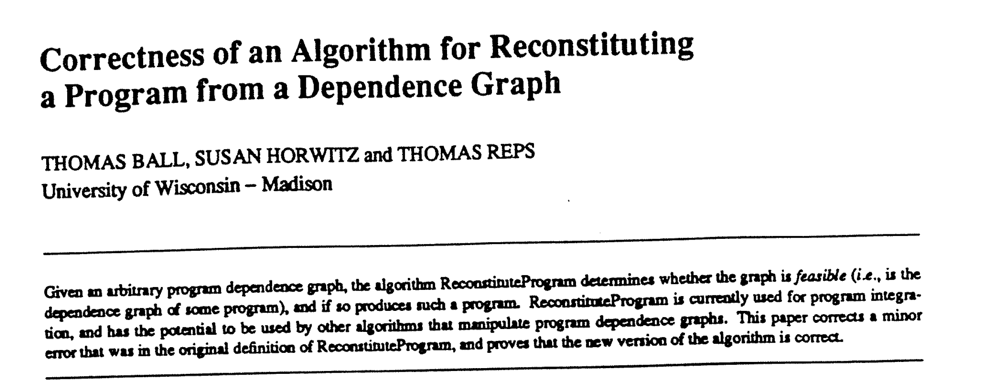 Correctness of an Algorithm for Reconstituting
a Program from a Dependence Graph
THOMAS BALL, SUSAN HORWITZ and THOMAS REPS
University of Wisconsin – Madison
Given an arbitrary program dependence graph, the algorithm ReconstituteProgram determines whether the graph is feasible (i.e., is the
dependence graph of some program), and if so produces such a program. ReconstituteProgram is currently used for program integra-
tion, and has the potential to be used by other algorithms that manipulate program dependence graphs. This paper corrects a minor
error that was in the original definition of ReconstituteProgram, and proves that the new version of the algorithm is correct.